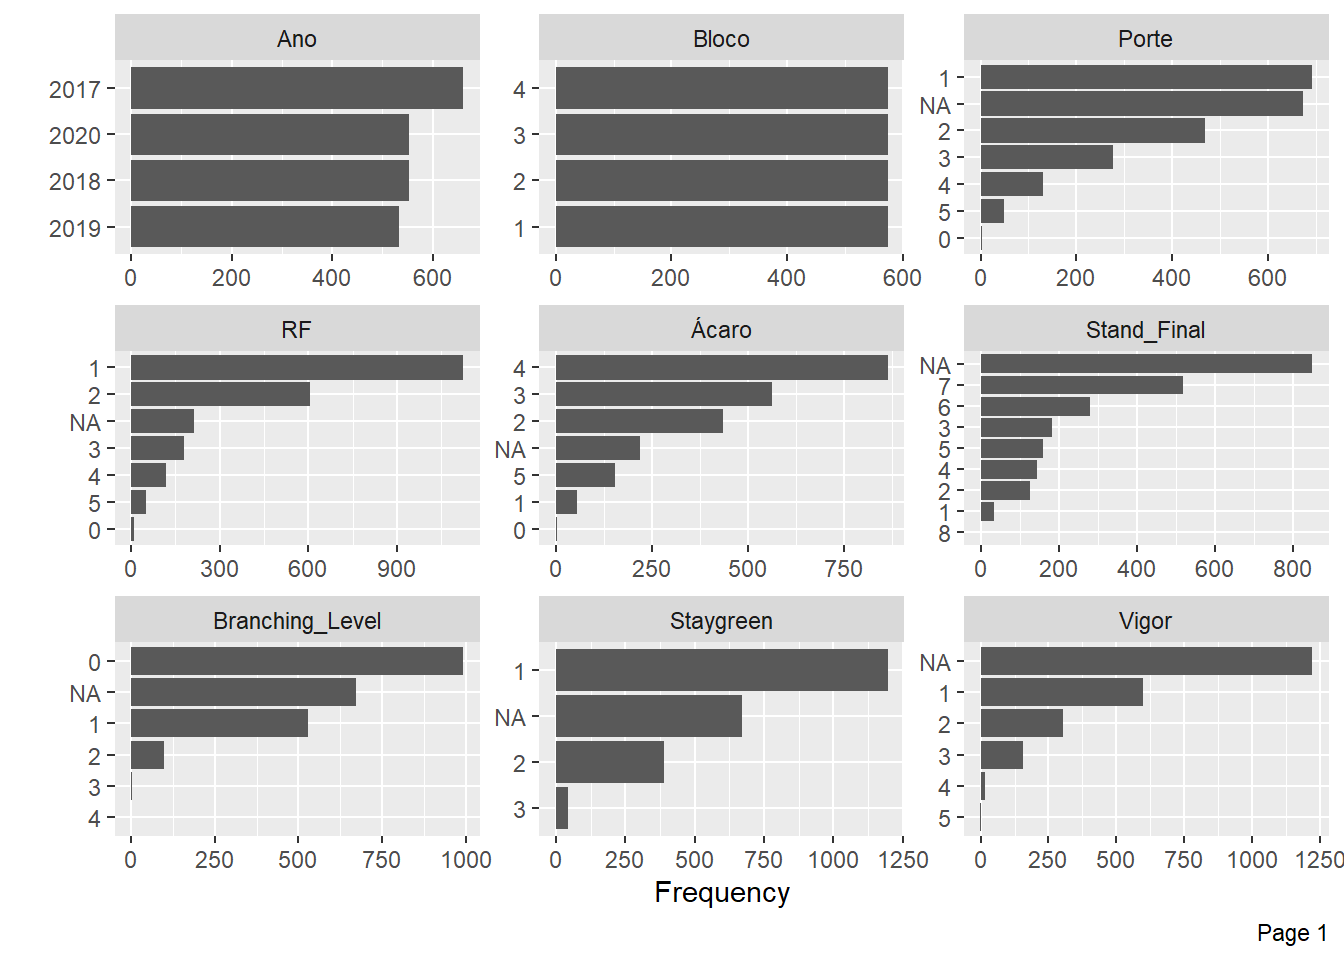 Ano
2017
2020
2018
2019
0 200 400 600
Bloco
4
3
2
1
0 200 400 600
Porte
1
NA
2
3
4
5
0
0 200 400 600
RF
1
2
NA
3
4
5
0
0 300 600 900
Ácaro
4
3
2
NA
5
1
0
0 250 500 750
Stand_Final
NA
7
6
3
5
4
2
1
8
0 200 400 600 800
Branching_Level
0
NA
1
2
3
4
0 250 500 750 1000
Staygreen
1
NA
2
3
0 250 500 750 1000 1250
Vigor
NA
1
2
3
4
5
0 250 500 750 1000 1250
Frequency
Page 1